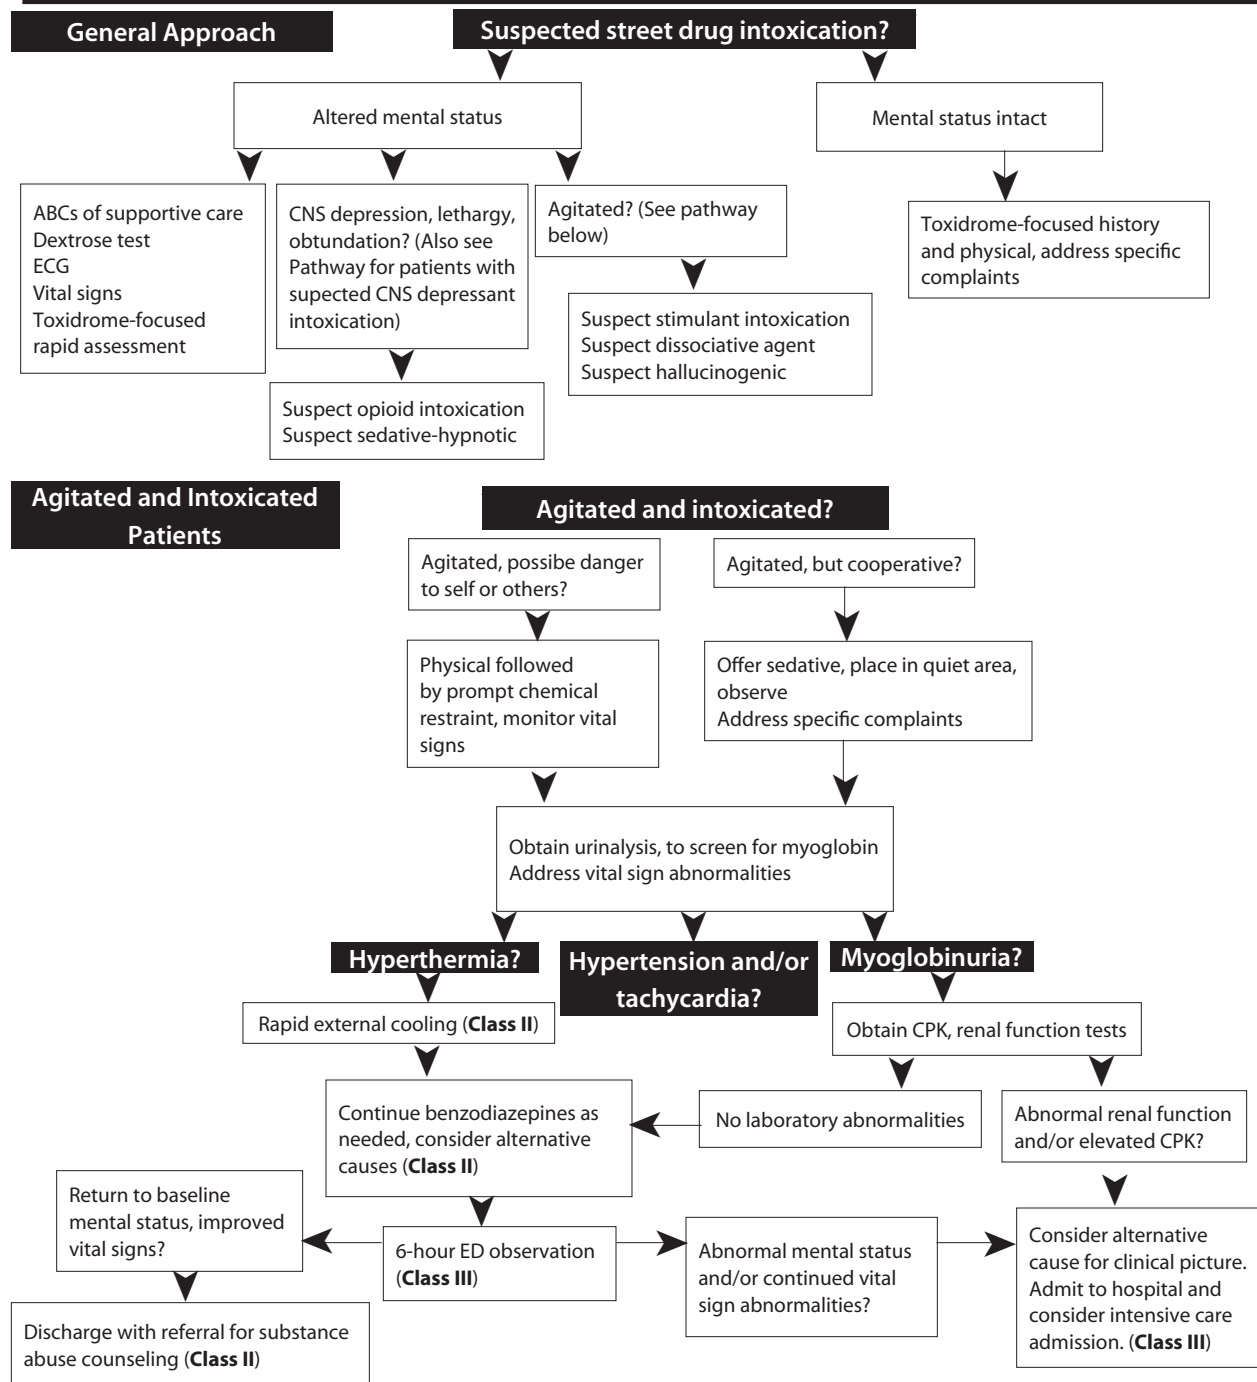 General Approach
Suspected street drug intoxication?
Altered mental status
Mental status intact
ABCs of supportive care
Dextrose test
ECG
Vital signs
Toxidrome-focused
rapid assessment
CNS depression, lethargy,
obtundation? (Also see
Pathway for patients with
supected CNS depressant
intoxication)
Agitated? (See pathway
below)
Toxidrome-focused history
and physical, address specific
complaints
Suspect stimulant intoxication
Suspect dissociative agent
Suspect hallucinogenic
Suspect opioid intoxication
Suspect sedative-hypnotic
Agitated and Intoxicated
Patients
Agitated and intoxicated?
Agitated, possibe danger
to self or others?
Agitated, but cooperative?
Physical followed
by prompt chemical
restraint, monitor vital
signs
Offer sedative, place in quiet area,
observe
Address specific complaints
Obtain urinalysis, to screen for myoglobin
Address vital sign abnormalities
Hyperthermia?
Hypertension and/or
tachycardia?
Myoglobinuria?
Rapid external cooling (Class II)
Obtain CPK, renal function tests
Continue benzodiazepines as
needed, consider alternative
causes (Class II)
No laboratory abnormalities
Abnormal renal function
and/or elevated CPK?
Return to baseline
mental status, improved
vital signs?
6-hour ED observation
(Class III)
Abnormal mental status
and/or continued vital
sign abnormalities?
Consider alternative
cause for clinical picture.
Admit to hospital and
consider intensive care
admission. (Class III)
Discharge with referral for substance
abuse counseling (Class II)